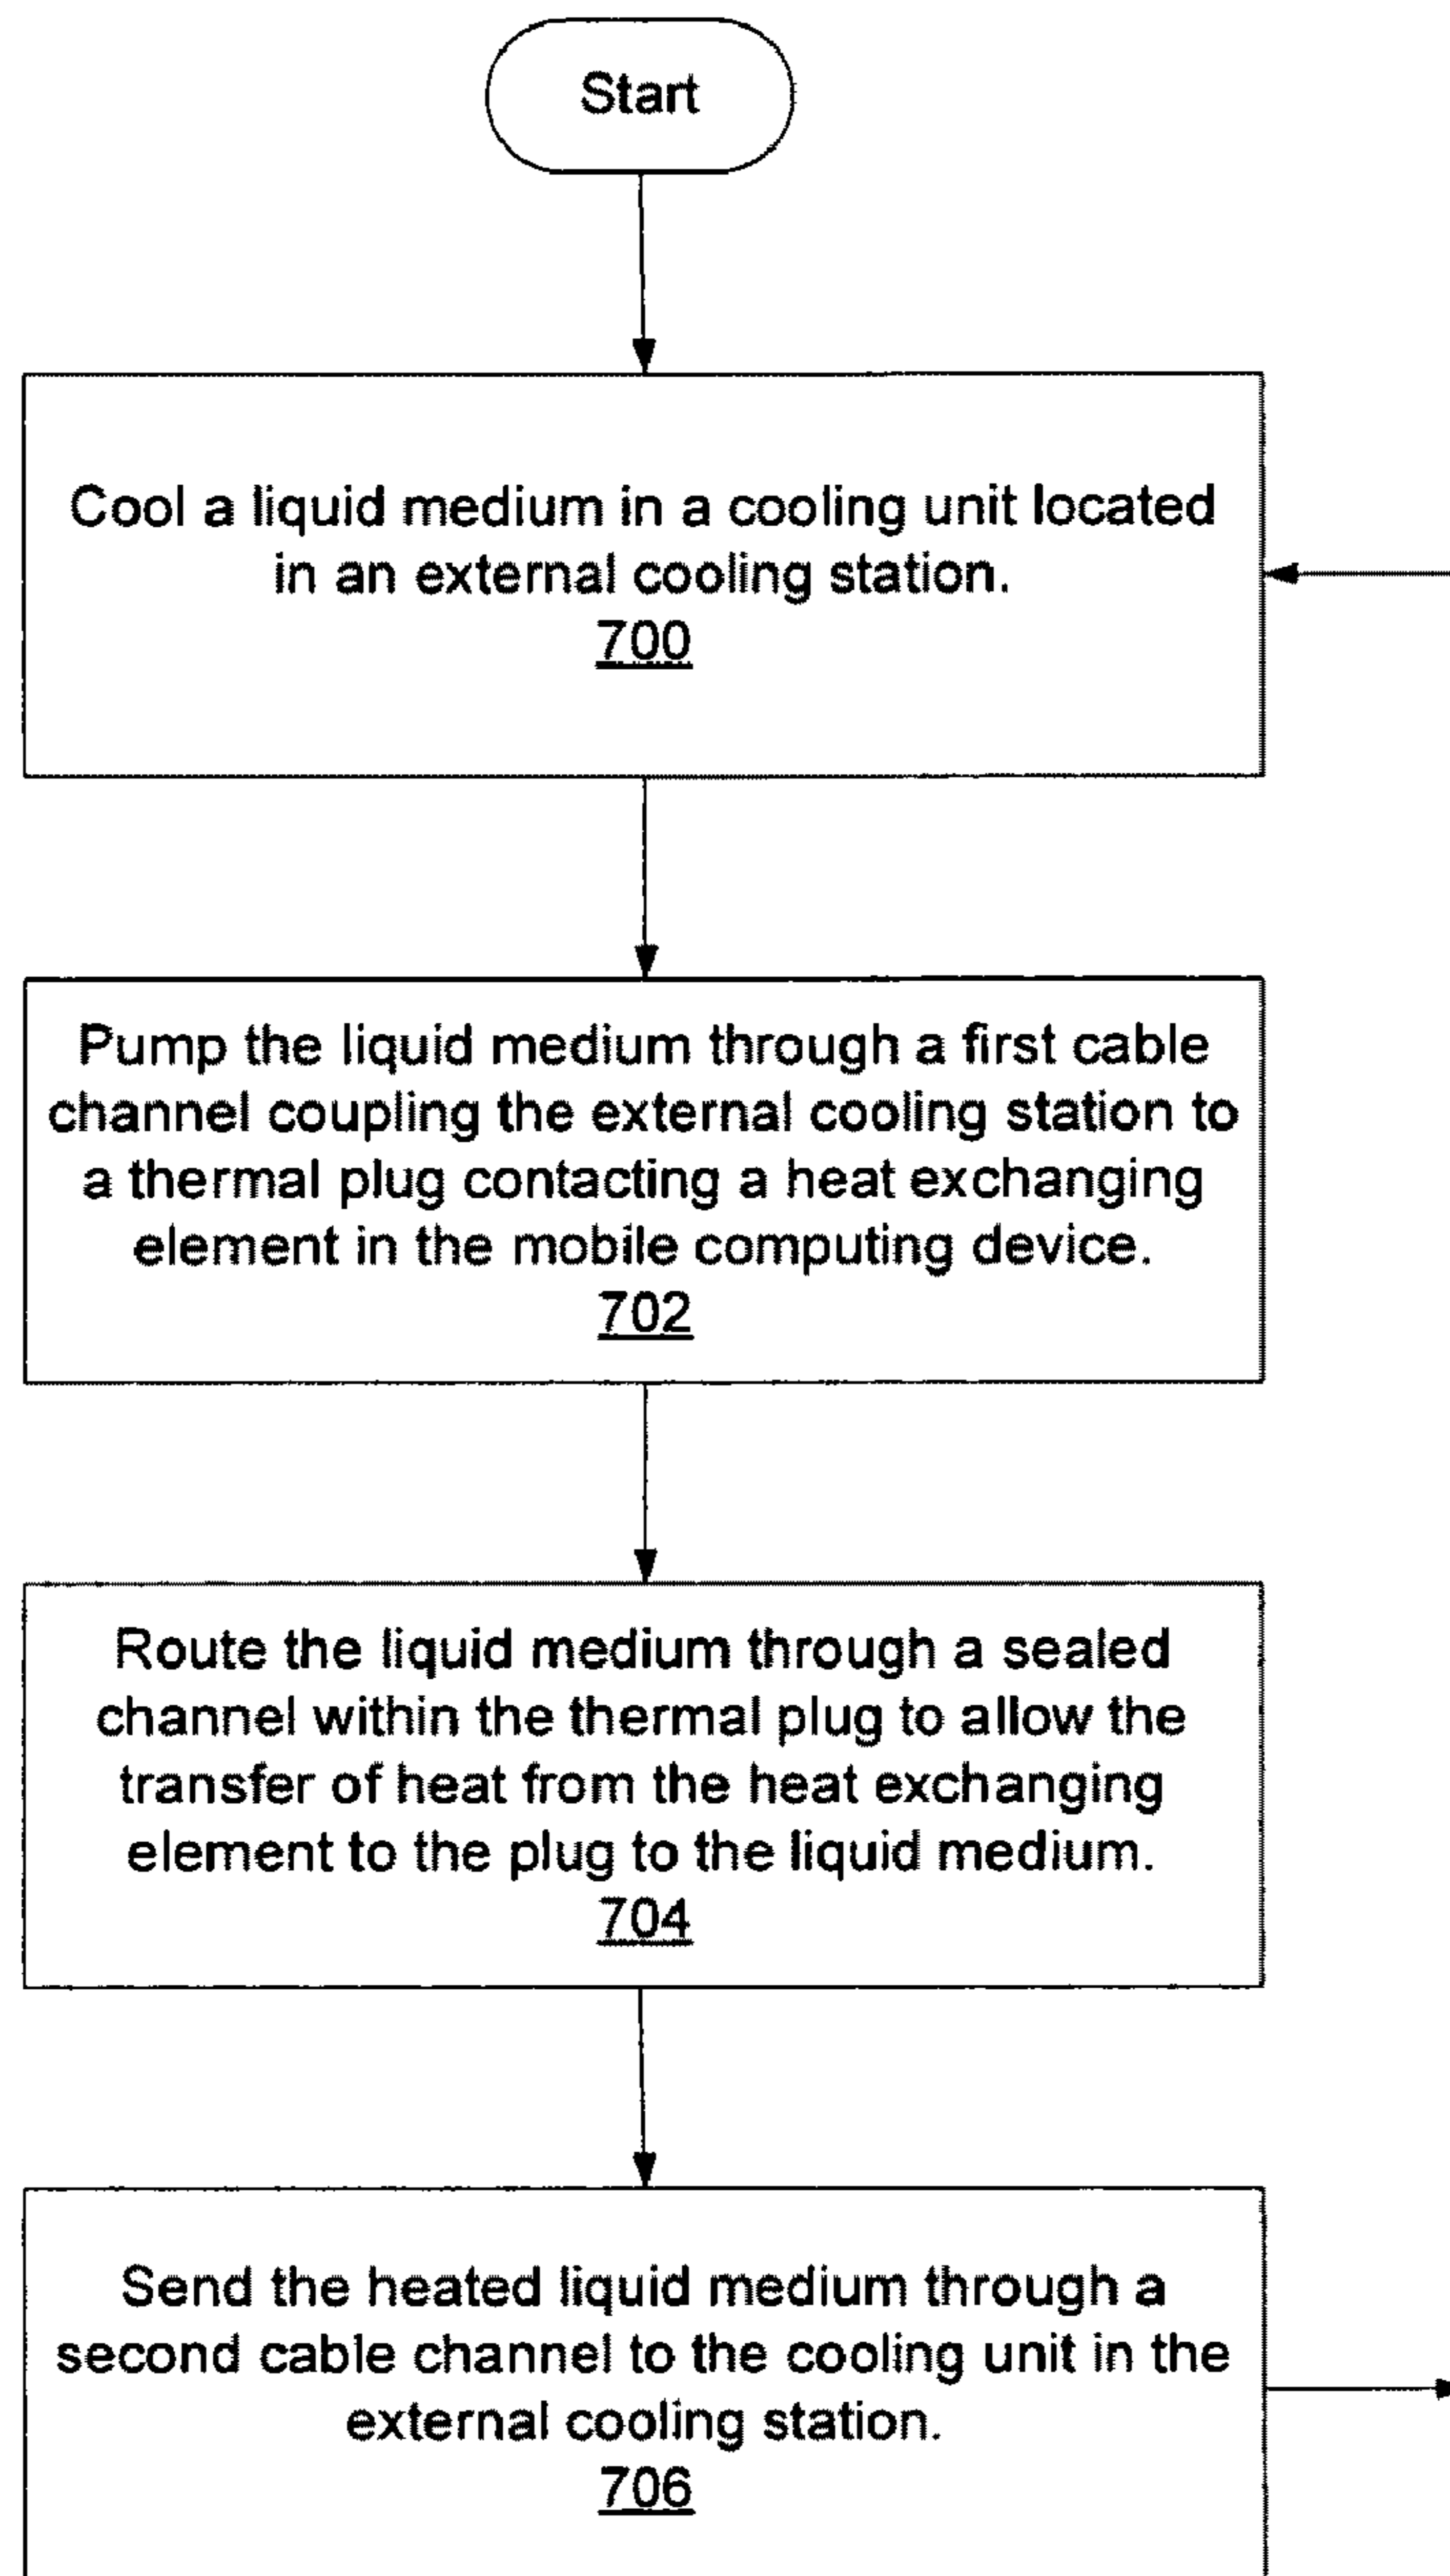 Start
Cool a liquid medium in a cooling unit located
in an external cooling station.
700
Pump the liquid medium through a first cable
channel coupling the external cooling station to
a thermal plug contacting a heat exchanging
element in the mobile computing device.
702
Route the liquid medium through a sealed
channel within the thermal plug to allow the
transfer of heat from the heat exchanging
element to the plug to the liquid medium.
704
Send the heated liquid medium through a
second cable channel to the cooling unit in the
external cooling station.
706